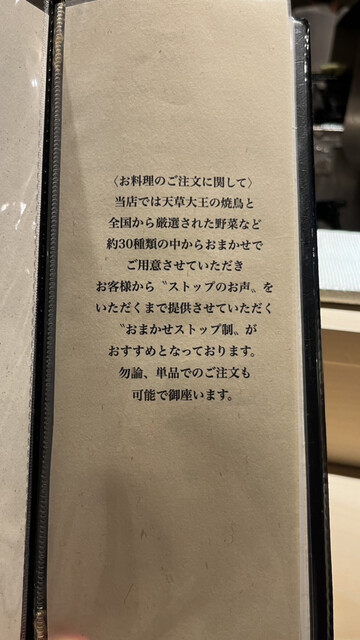 〈お料理のご注文に関して〉
当店では天草大王の焼鳥と
全国から厳選された野菜など
約30種類の中からおまかせで
ご用意させていただき
お客様から〝ストップのお声〟を
いただくまで提供させていただく
〝おまかせストップ制〟が
おすすめとなっております。
勿論、単品でのご注文も
可能で御座います。